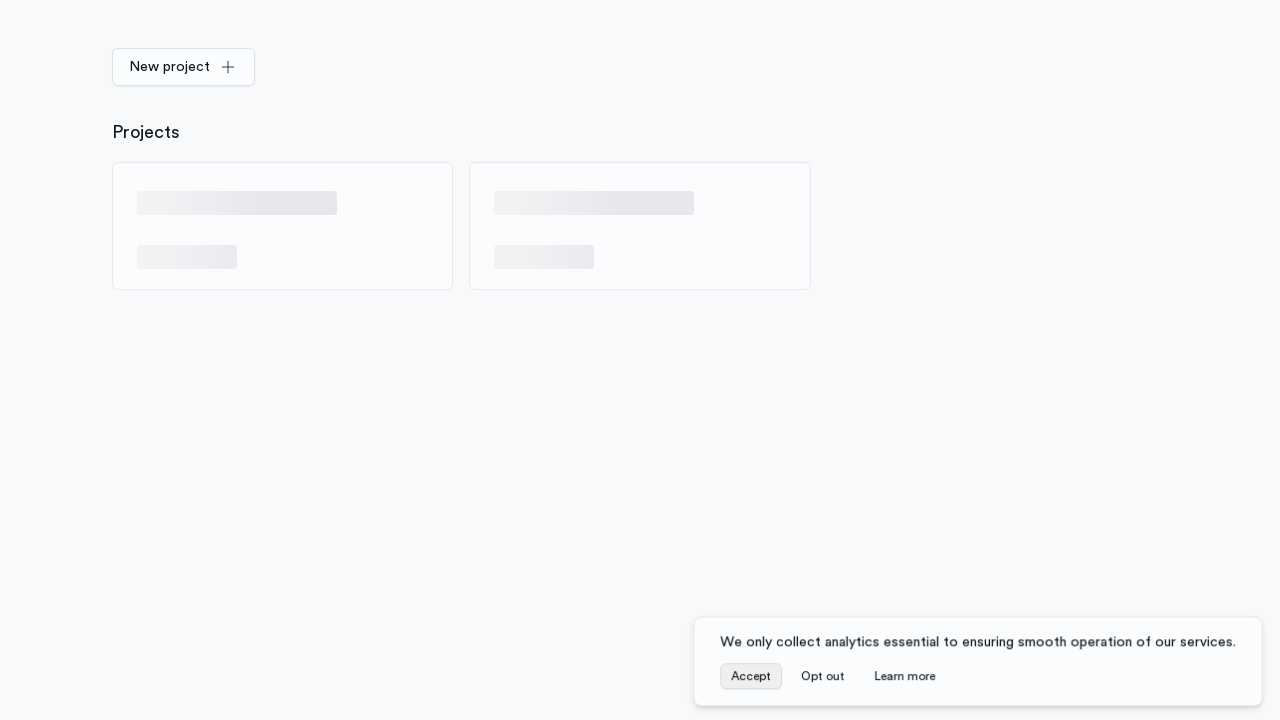 New project
Projects
We only collect analytics essential to ensuring smooth operation of our services.
Accept Opt out Learn more